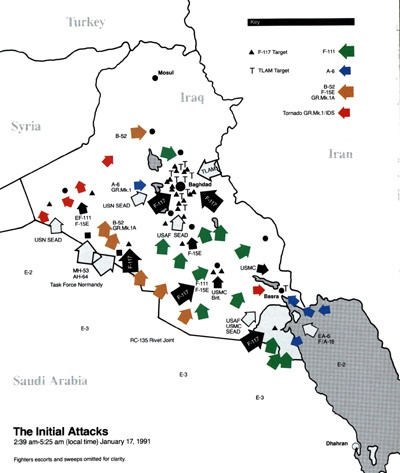 Turkey
Key
F-117 Target
F-111
TLAM Target
A-6
B-52
F-15E
GR.Mk.1A
Tornado GR.Mk.1/IDS
Mosul
Iraq
Syria
B-52
Iran
TLAM
A-6
GR.Mk.1
Baghdad
USN SEAD
F-117
F-117
EF-111
F-15E
B-52
GR.Mk.1A
USN SEAD
USAF SEAD
F-15E
F-117
E-2
MH-53
AH-64
Task Force Normandy
USMC
F-111
F-15E
USMC
Brit.
F-117
Basra
E-3
USAF
USMC
SEAD
EA-6
F/A-18
RC-135 Rivet Joint
F-117
E-2
Saudi Arabia
E-3
E-3
The Initial Attacks
2:39 am-5:25 am (local time) January 17, 1991
Fighters escorts and sweeps omitted for clarity.
Dhahran